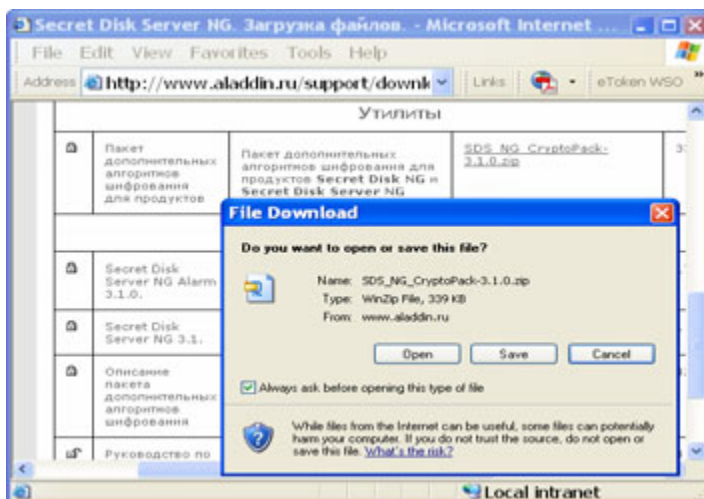 Secret Disk Server NG. Загрузка файлов. - Microsoft Internet ...
File Edit View Favorites Tools Help
Address http://www.aladdin.ru/support/downl Links eToken WSO »
Утилиты
Пакет
дополнительных
алгоритмов
шифрования
для продуктов
Пакет дополнительных
алгоритмов шифрования для
продуктов Secret Disk NG и
Secret Disk Server NG
SDS_NG_CryptoPack-
3.1.0.zip
Secret Disk
Server NG Alarm
3.1.0.
Secret Disk
Server NG 3.1.
Описание
пакета
дополнительных
алгоритмов
шифрования
Руководство по
File Download
Do you want to open or save this file?
Name: SDS_NG_CryptoPack-3.1.0.zip
Type: WinZip File, 339 KB
From: www.aladdin.ru
Open Save Cancel
Always ask before opening this type of file
While files from the Internet can be useful, some files can potentially
harm your computer. If you do not trust the source, do not open or
save this file. What's the risk?
Local intranet